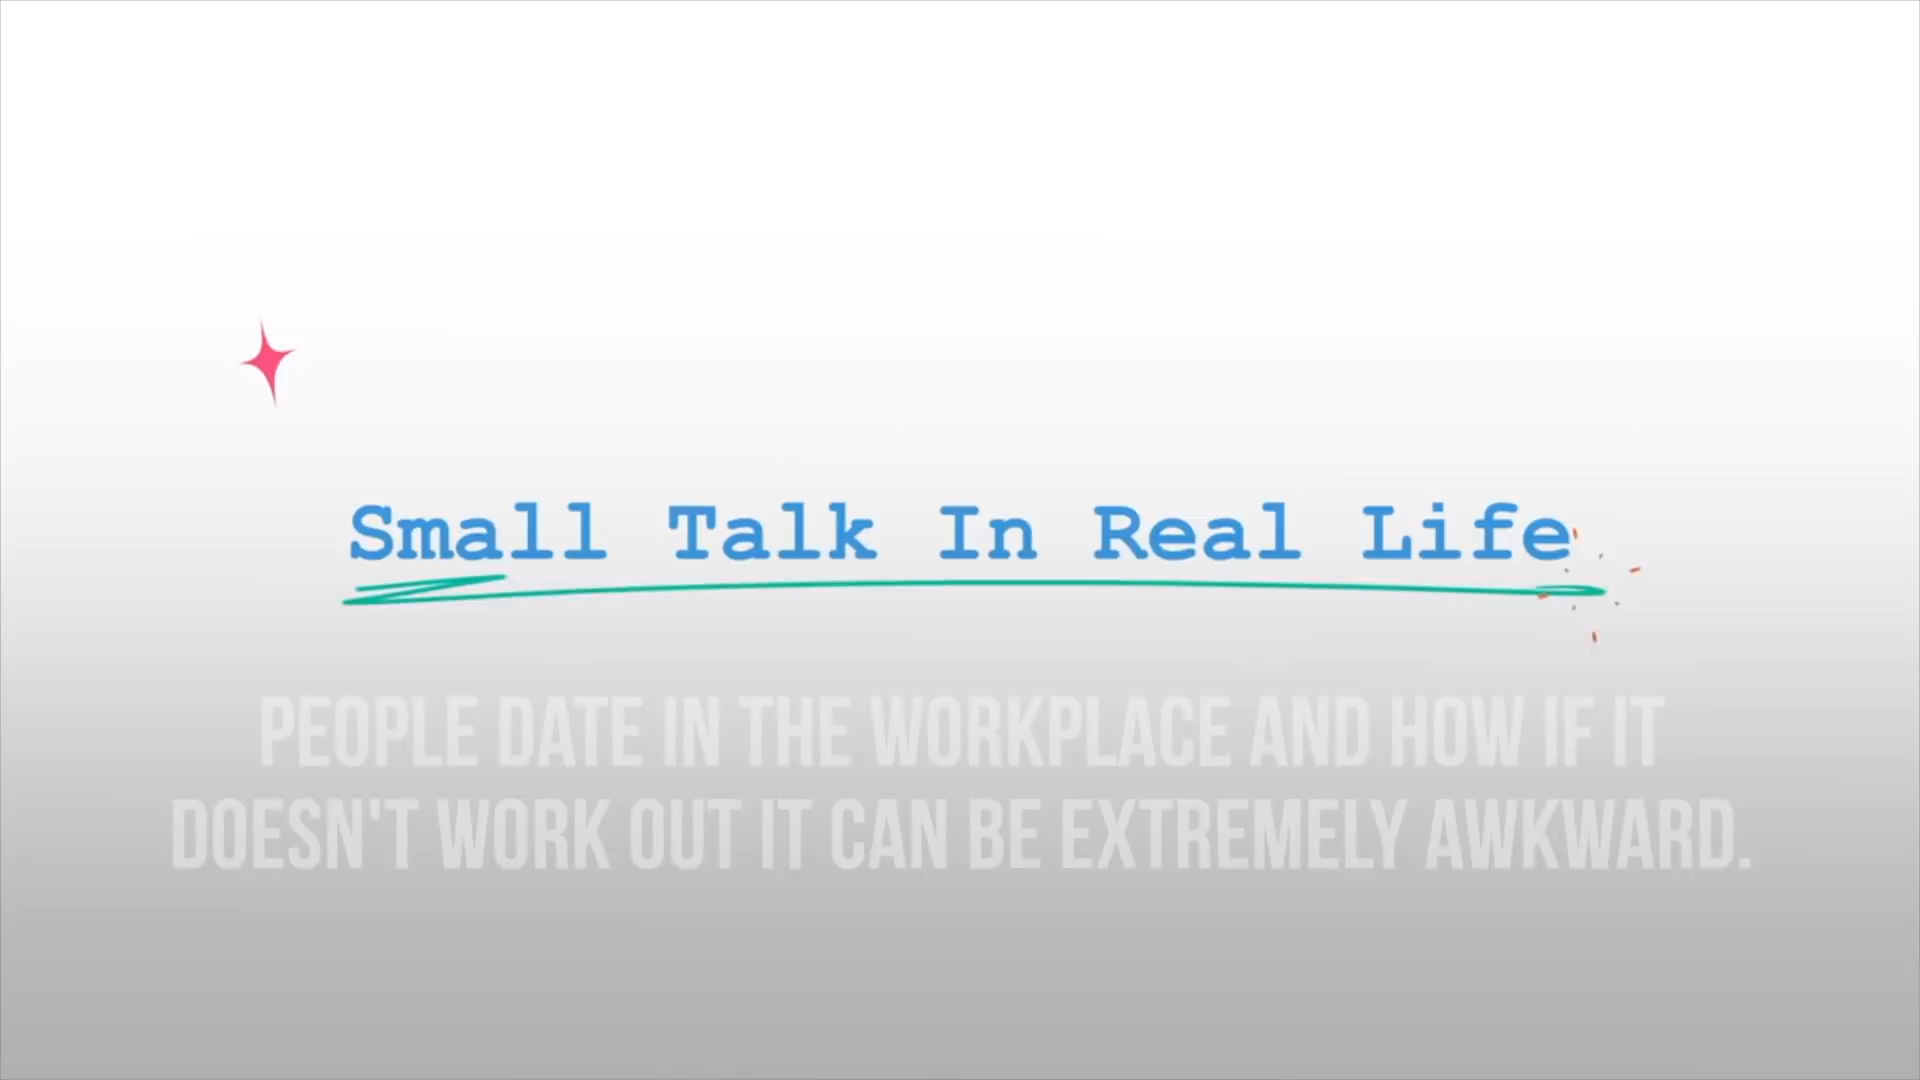 Small Talk In Real Life
PEOPLE DATE IN THE WORKPLACE AND HOW IF IT
DOESN'T WORK OUT IT CAN BE EXTREMELY AWKWARD.